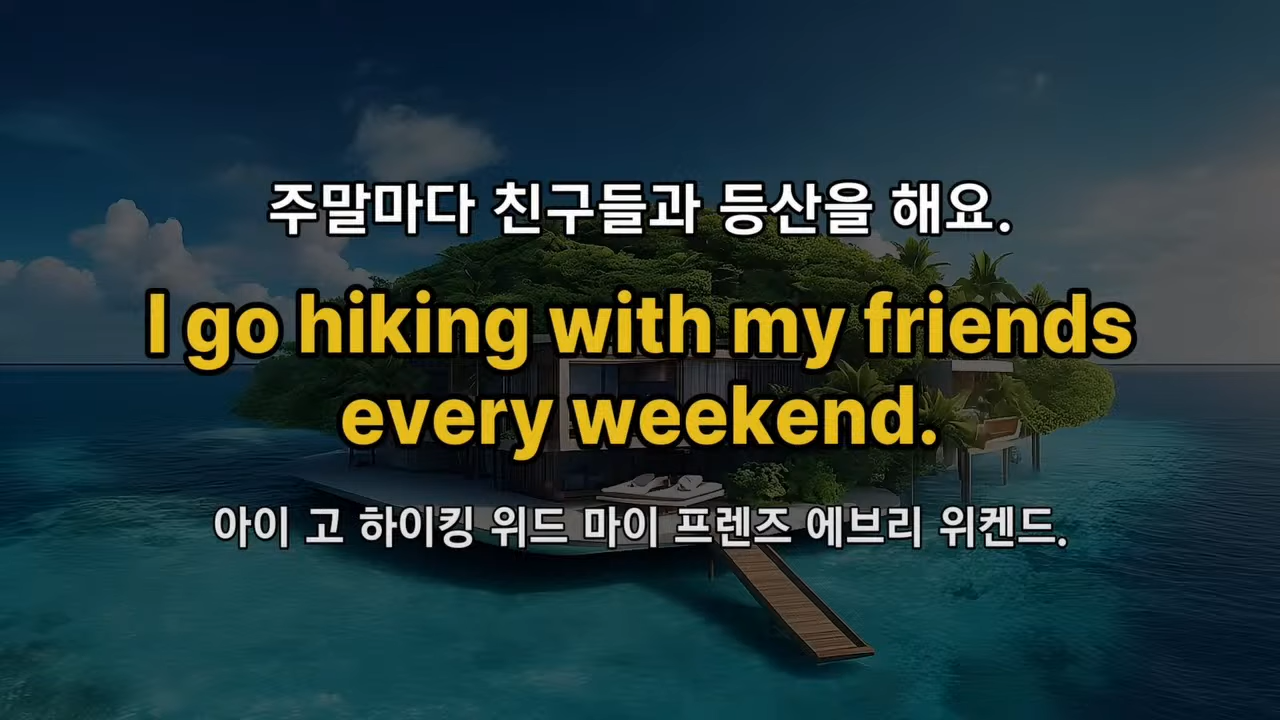 주말마다 친구들과 등산을 해요.
I go hiking with my friends
every weekend.
아이 고 하이킹 위드 마이 프렌즈 에브리 위켄드.